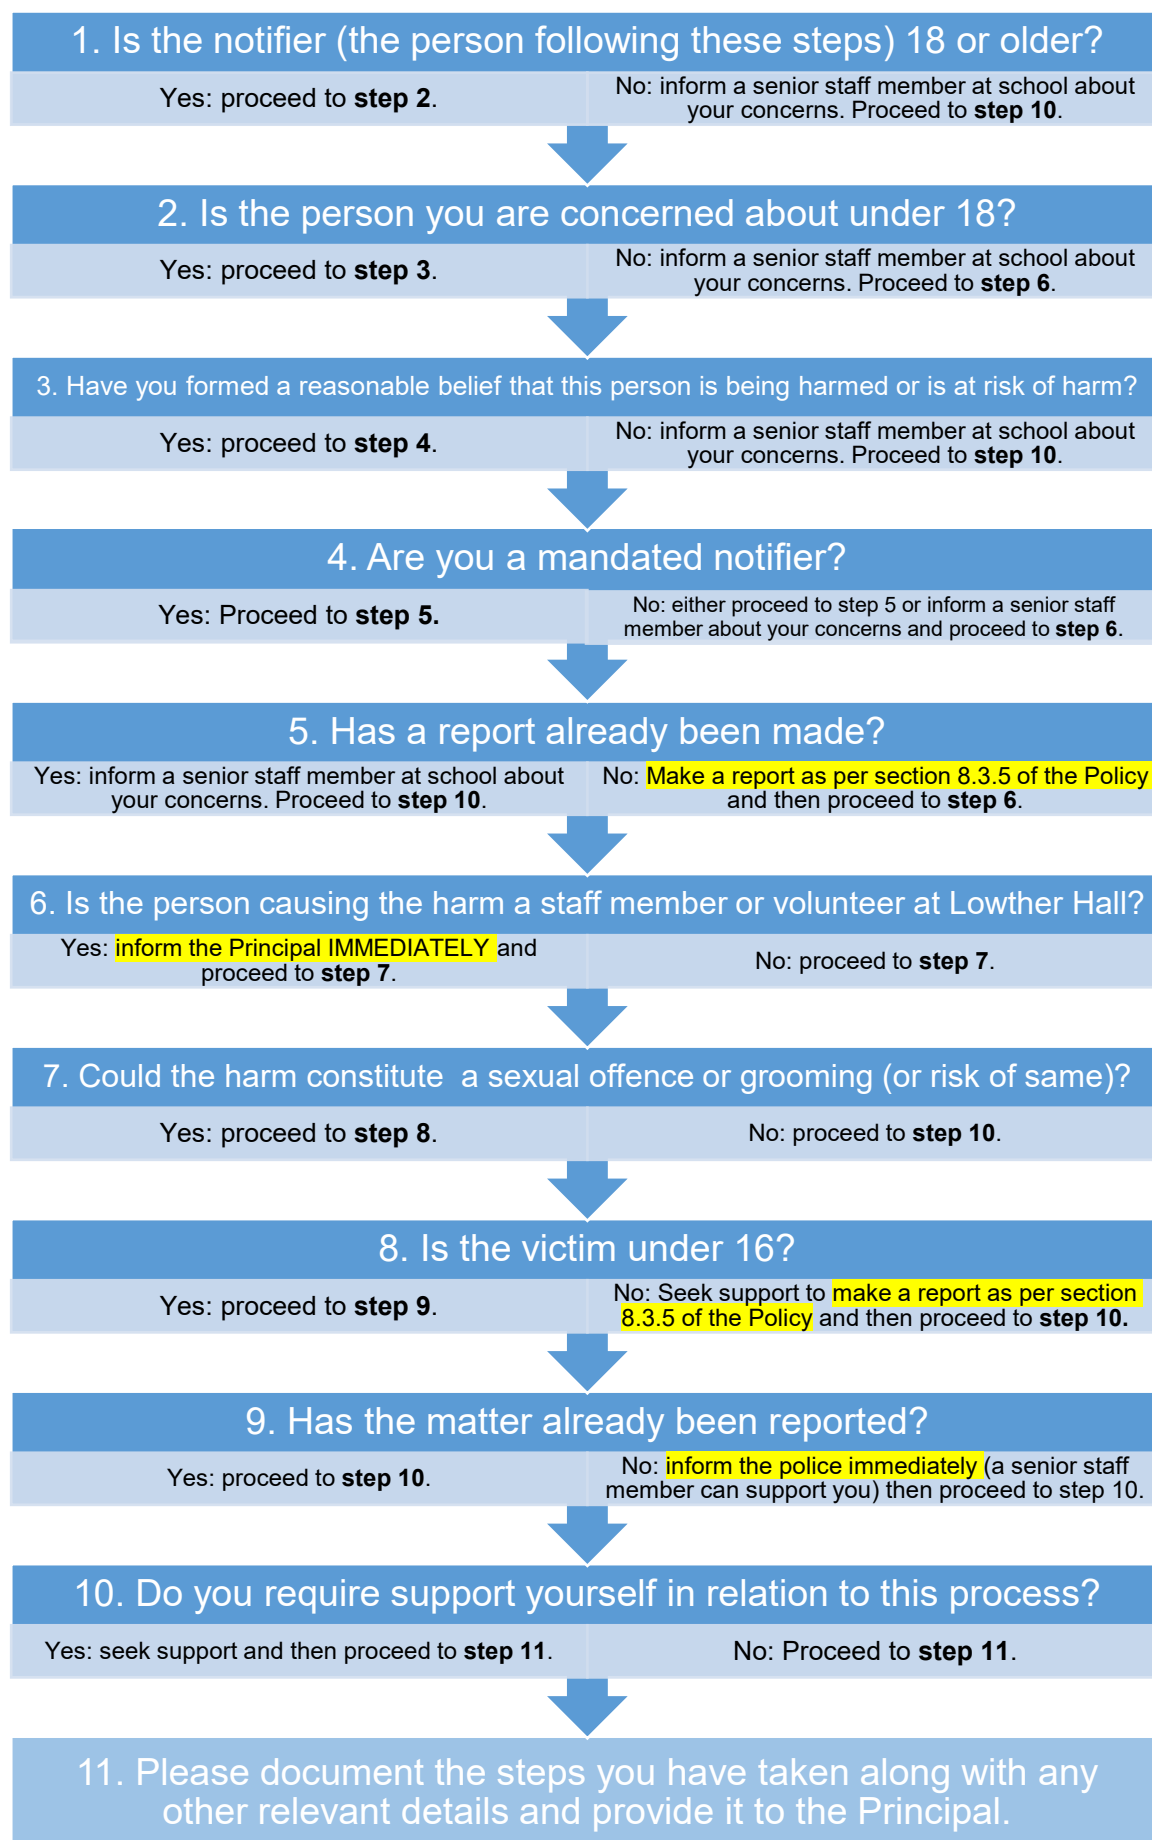 1. Is the notifier (the person following these steps) 18 or older?
Yes: proceed to step 2.
No: inform a senior staff member at school about
your concerns. Proceed to step 10.
2. Is the person you are concerned about under 18?
Yes: proceed to step 3.
No: inform a senior staff member at school about
your concerns. Proceed to step 6.
3. Have you formed a reasonable belief that this person is being harmed or is at risk of harm?
Yes: proceed to step 4.
No: inform a senior staff member at school about
your concerns. Proceed to step 10.
4. Are you a mandated notifier?
Yes: Proceed to step 5.
No: either proceed to step 5 or inform a senior staff
member about your concerns and proceed to step 6.
5. Has a report already been made?
Yes: inform a senior staff member at school about
your concerns. Proceed to step 10.
No: Make a report as per section 8.3.5 of the Policy
and then proceed to step 6.
6. Is the person causing the harm a staff member or volunteer at Lowther Hall?
Yes: inform the Principal IMMEDIATELY and
proceed to step 7.
No: proceed to step 7.
7. Could the harm constitute  a sexual offence or grooming (or risk of same)?
Yes: proceed to step 8.
No: proceed to step 10.
8. Is the victim under 16?
Yes: proceed to step 9.
No: Seek support to make a report as per section
8.3.5 of the Policy and then proceed to step 10.
9. Has the matter already been reported?
Yes: proceed to step 10.
No: inform the police immediately (a senior staff
member can support you) then proceed to step 10.
10. Do you require support yourself in relation to this process?
Yes: seek support and then proceed to step 11.
No: Proceed to step 11.
11. Please document the steps you have taken along with any
other relevant details and provide it to the Principal.